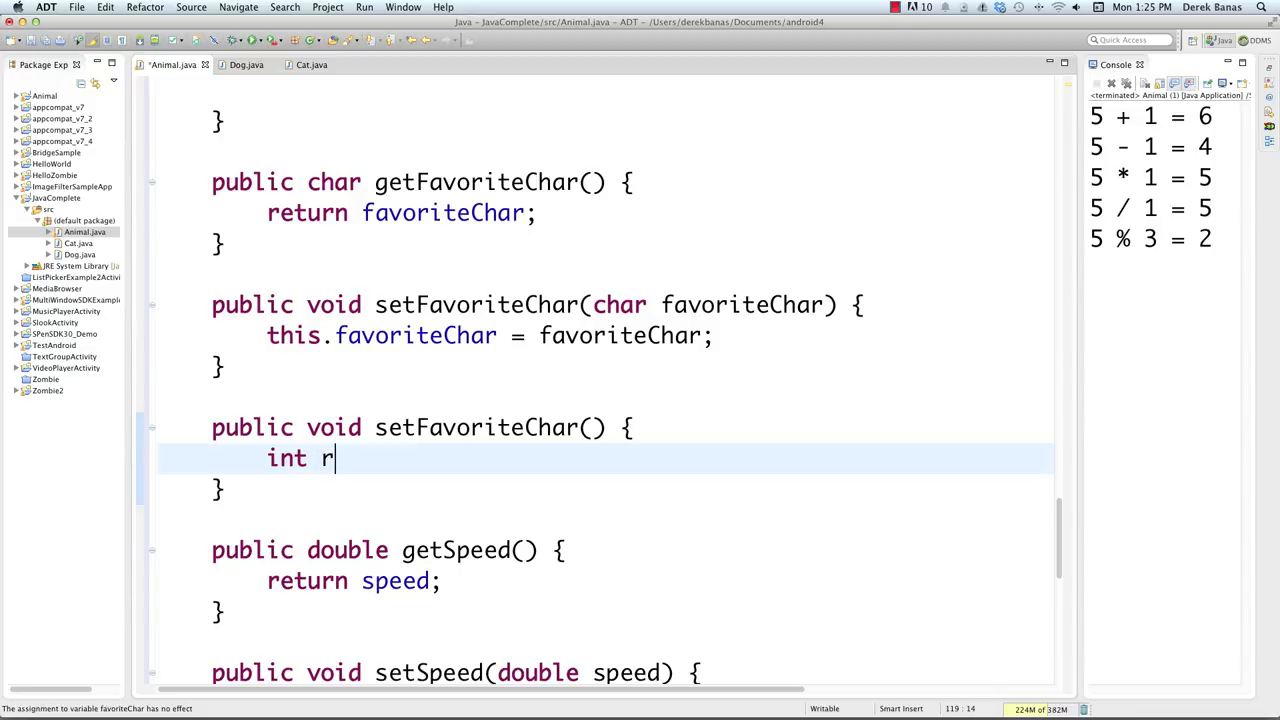 ADT File Edit Refactor Source Navigate Search Project Run Window Help 10 Mon 1:25 PM Derek Banas
Java – JavaComplete/src/Animal.java – ADT – /Users/derekbanas/Documents/android4
Quick Access Java DDMS
Package Exp *Animal.java Dog.java Cat.java Console
<terminated> Animal (1) [Java Application] /S
Animal
appcompat_v7
appcompat_v7_2
appcompat_v7_3
appcompat_v7_4
BridgeSample
HelloWorld
HelloZombie
ImageFilterSampleApp
JavaComplete
src
(default package)
Animal.java
Cat.java
Dog.java
JRE System Library [Ja
ListPickerExample2Activi
MediaBrowser
MultiWindowSDKExample
MusicPlayerActivity
SlookActivity
SPenSDK30_Demo
TestAndroid
TextGroupActivity
VideoPlayerActivity
Zombie
Zombie2
}
public char getFavoriteChar() {
return favoriteChar;
}
public void setFavoriteChar(char favoriteChar) {
this.favoriteChar = favoriteChar;
}
public void setFavoriteChar() {
int r
}
public double getSpeed() {
return speed;
}
public void setSpeed(double speed) {
5 + 1 = 6
5 - 1 = 4
5 * 1 = 5
5 / 1 = 5
5 % 3 = 2
The assignment to variable favoriteChar has no effect Writable Smart Insert 119 : 14 224M of 382M